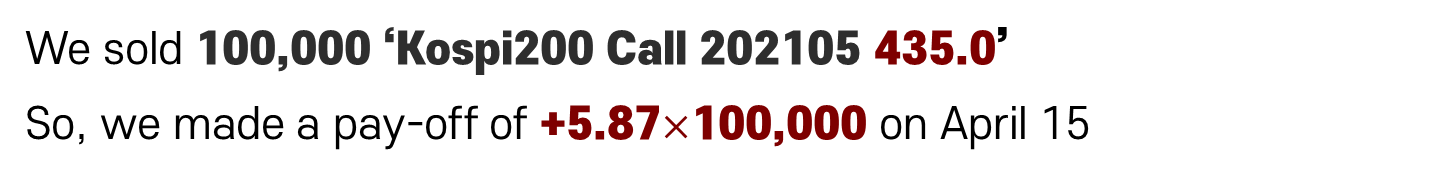 We sold 100,000 ‘Kospi200 Call 202105 435.0’
So, we made a pay-off of +5.87×100,000 on April 15